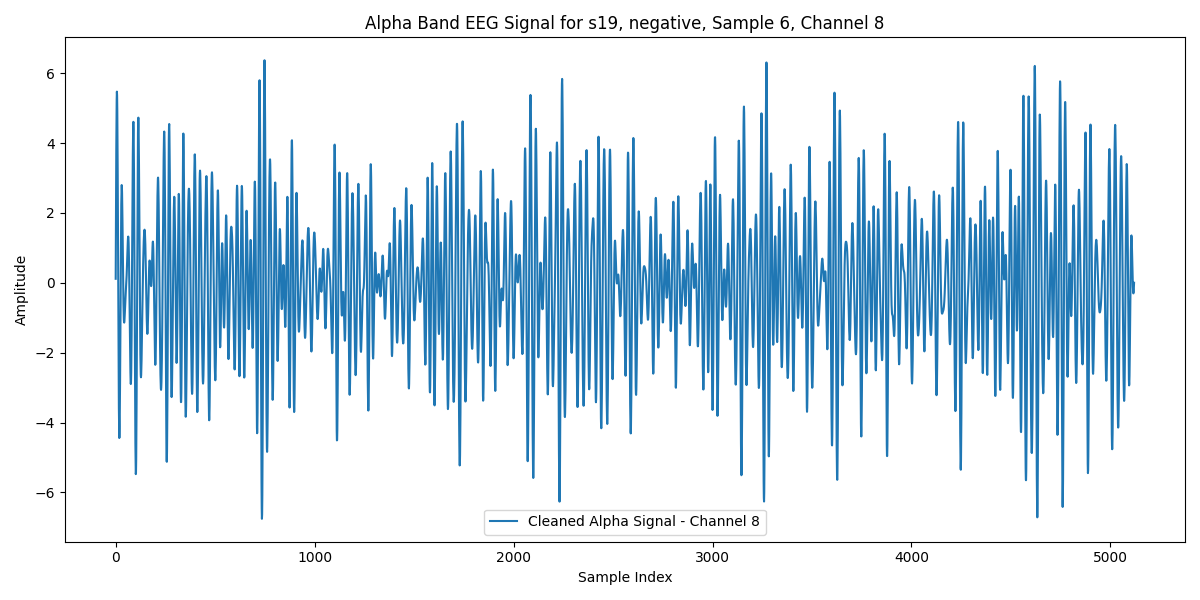 Alpha Band EEG Signal for s19, negative, Sample 6, Channel 8
Amplitude
6
4
2
0
−2
−4
−6
Cleaned Alpha Signal - Channel 8
0 1000 2000 3000 4000 5000
Sample Index